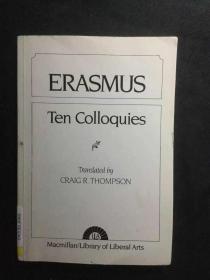 ERASMUS
Ten Colloquies
Translated by
CRAIG R. THOMPSON
Macmillan/Library of Liberal Arts